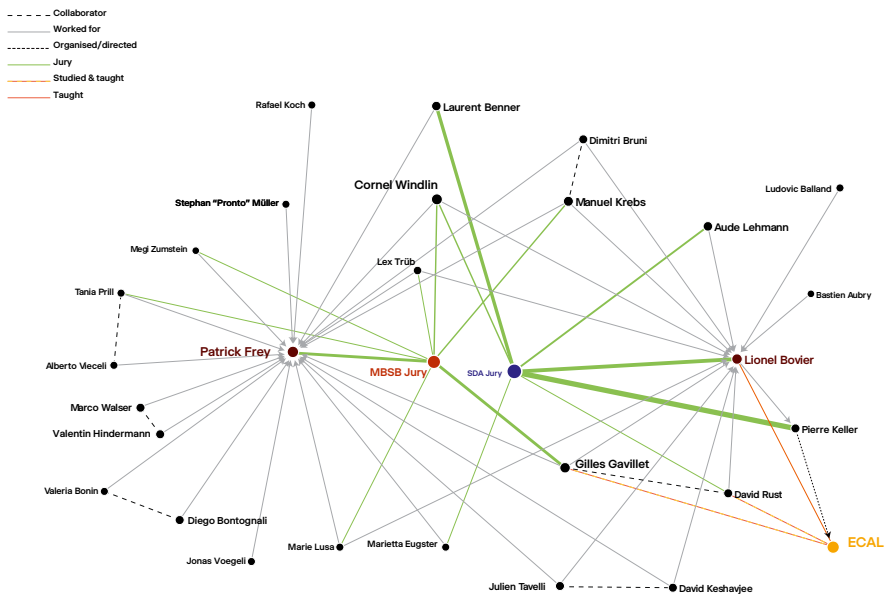 Collaborator
Worked for
Organised/directed
Jury
Studied & taught
Taught
Rafael Koch
Laurent Benner
Dimitri Bruni
Cornel Windlin
Ludovic Balland
Stephan “Pronto” Müller
Manuel Krebs
Aude Lehmann
Megi Zumstein
Lex Trüb
Tania Prill
Bastien Aubry
Patrick Frey
Lionel Bovier
Alberto Vieceli
MBSB Jury
SDA Jury
Marco Walser
Pierre Keller
Valentin Hindermann
Gilles Gavillet
Valeria Bonin
David Rust
Diego Bontognali
ECAL
Marie Lusa
Marietta Eugster
Jonas Voegeli
Julien Tavelli
David Keshavjee